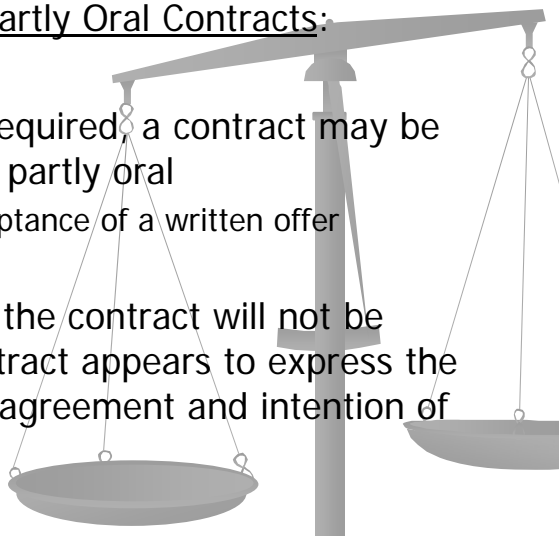 artly Oral Contracts:
equired, a contract may be
partly oral
ptance of a written offer
the contract will not be
tract appears to express the
agreement and intention of